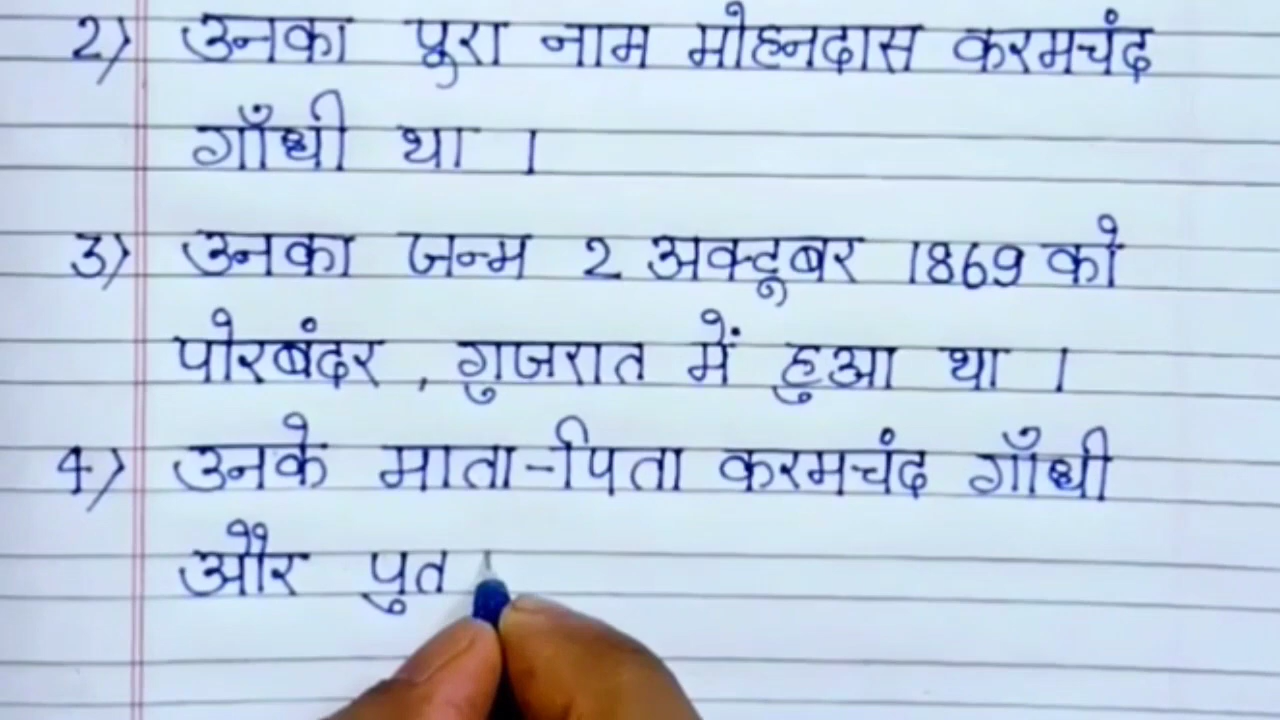 2) उनका पूरा नाम मोहनदास करमचंद
गाँधी था ।
3) उनका जन्म 2 अक्टूबर 1869 को
पोरबंदर , गुजरात में हुआ था ।
4) उनके माता-पिता करमचंद गाँधी
और पुत